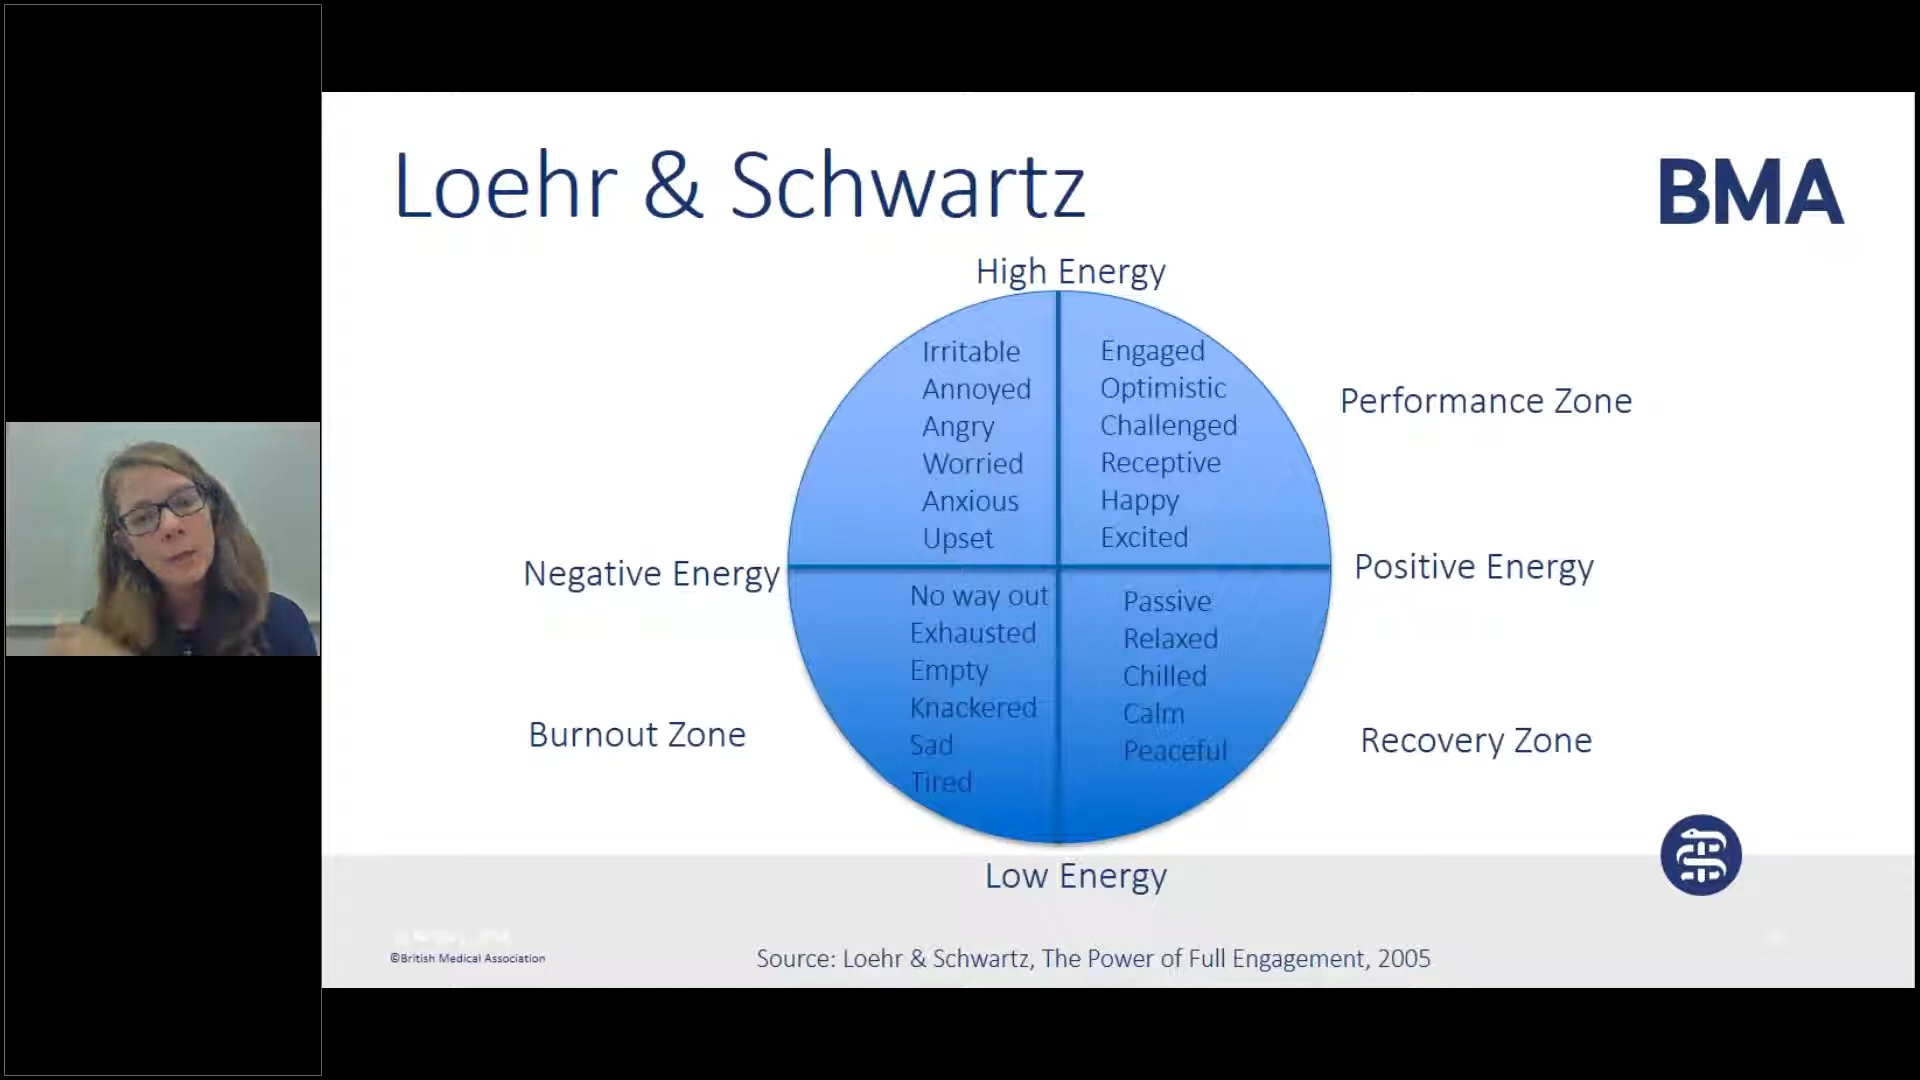 Loehr & Schwartz
BMA
High Energy
Irritable
Annoyed
Angry
Worried
Anxious
Upset
Engaged
Optimistic
Challenged
Receptive
Happy
Excited
Performance Zone
Negative Energy
Positive Energy
No way out
Exhausted
Empty
Knackered
Sad
Tired
Passive
Relaxed
Chilled
Calm
Peaceful
Burnout Zone
Recovery Zone
Low Energy
©British Medical Association
Source: Loehr & Schwartz, The Power of Full Engagement, 2005